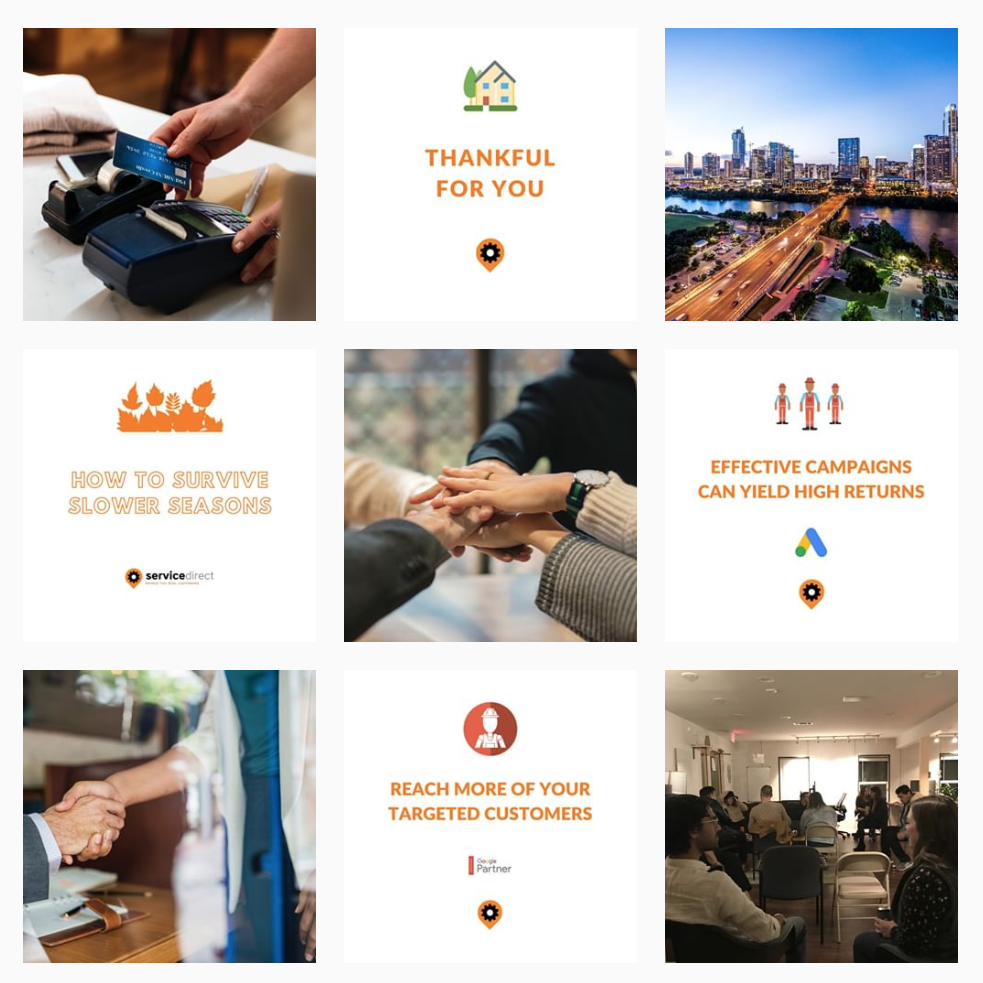 THANKFUL
FOR YOU
HOW TO SURVIVE
SLOWER SEASONS
servicedirect
EFFECTIVE CAMPAIGNS
CAN YIELD HIGH RETURNS
REACH MORE OF YOUR
TARGETED CUSTOMERS
Google
Partner